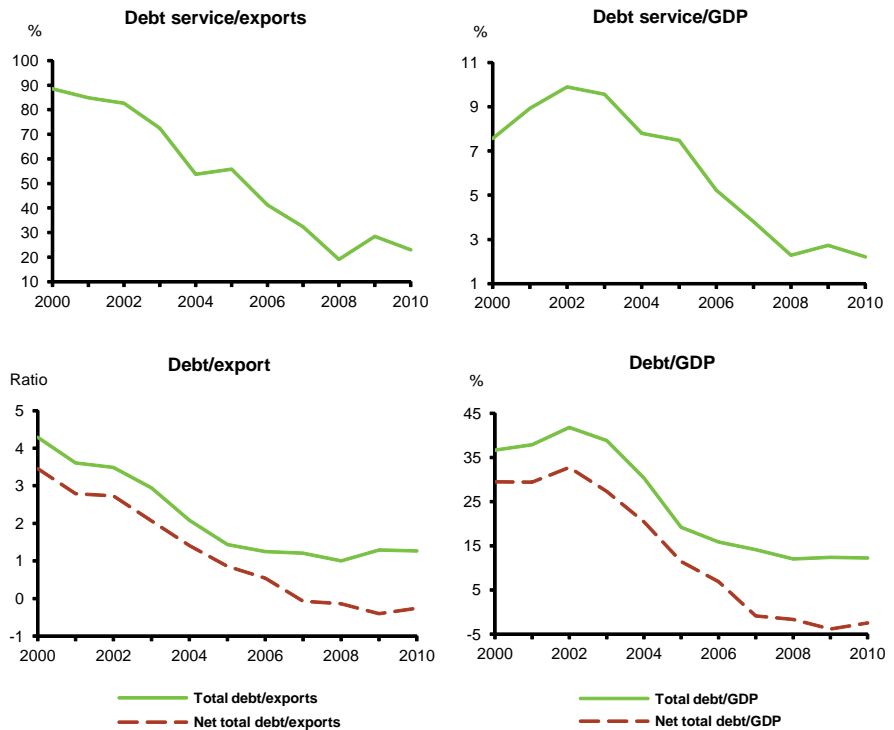 Debt service/exports
%
100
90
80
70
60
50
40
30
20
10
2000 2002 2004 2006 2008 2010
Debt service/GDP
%
11
9
7
5
3
1
2000 2002 2004 2006 2008 2010
Debt/export
Ratio
5
4
3
2
1
0
-1
2000 2002 2004 2006 2008 2010
Total debt/exports
Net total debt/exports
Debt/GDP
%
45
35
25
15
5
-5
2000 2002 2004 2006 2008 2010
Total debt/GDP
Net total debt/GDP